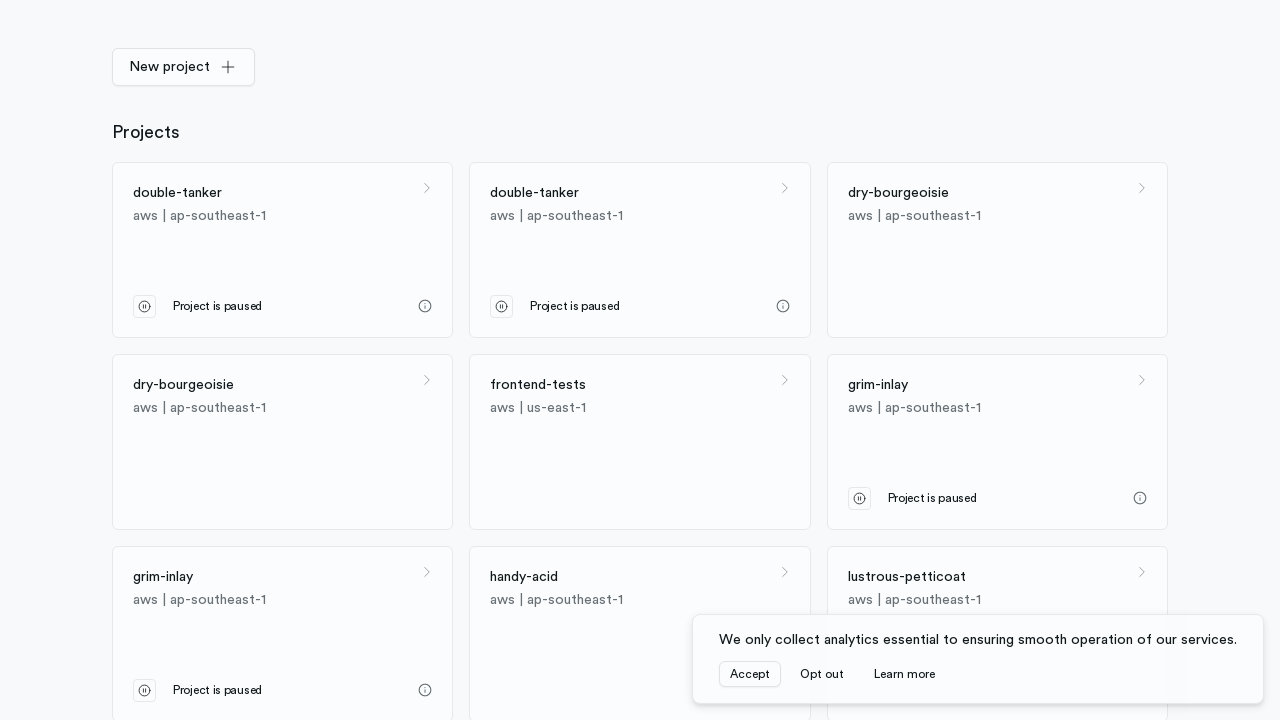 New project
Projects
double-tanker
aws | ap-southeast-1
Project is paused
double-tanker
aws | ap-southeast-1
Project is paused
dry-bourgeoisie
aws | ap-southeast-1
dry-bourgeoisie
aws | ap-southeast-1
frontend-tests
aws | us-east-1
grim-inlay
aws | ap-southeast-1
Project is paused
grim-inlay
aws | ap-southeast-1
Project is paused
handy-acid
aws | ap-southeast-1
lustrous-petticoat
aws | ap-southeast-1
We only collect analytics essential to ensuring smooth operation of our services.
Accept
Opt out
Learn more